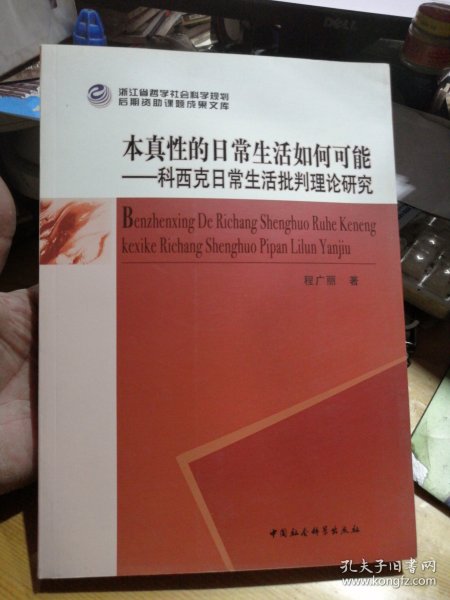 浙江省哲学社会科学规划
后期资助课题成果文库
本真性的日常生活如何可能
——科西克日常生活批判理论研究
Benzhenxing De Richang Shenghuo Ruhe Keneng
kexike Richang Shenghuo Pipan Lilun Yanjiu
程广丽 著
中国社会科学出版社
孔夫子旧书网
www.kongfz.com
DELL